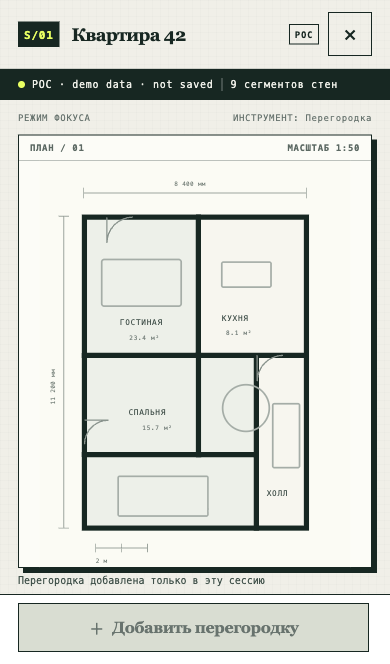 S/01 Квартира 42 POC ×
POC · demo data · not saved | 9 сегментов стен
РЕЖИМ ФОКУСА ИНСТРУМЕНТ: Перегородка
ПЛАН / 01 МАСШТАБ 1:50
8 400 мм
11 200 мм
ГОСТИНАЯ
23.4 м²
КУХНЯ
8.1 м²
СПАЛЬНЯ
15.7 м²
ХОЛЛ
2 м
Перегородка добавлена только в эту сессию
+ Добавить перегородку